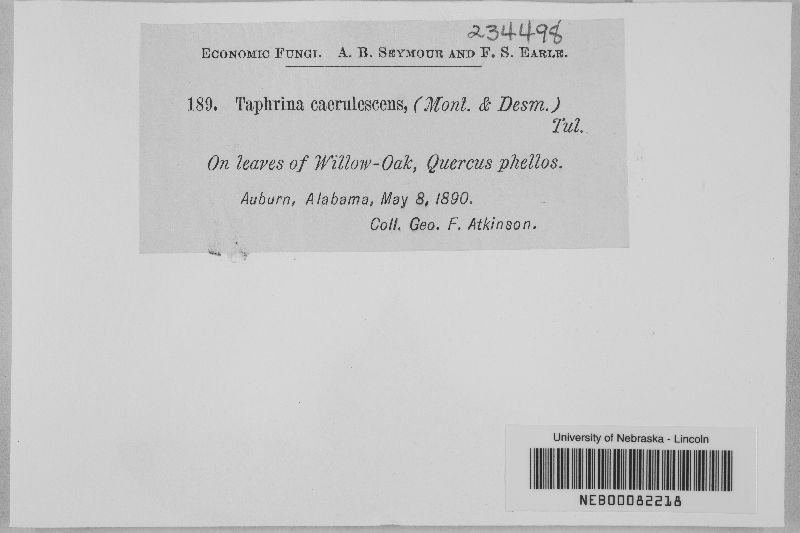 234498
Economic Fungi. A. B. Seymour and F. S. Earle.
189. Taphrina caerulescens, (Mont. & Desm.)
Tul.
On leaves of Willow-Oak, Quercus phellos.
Auburn, Alabama, May 8, 1890.
Coll. Geo. F. Atkinson.
University of Nebraska - Lincoln
NEB00082218